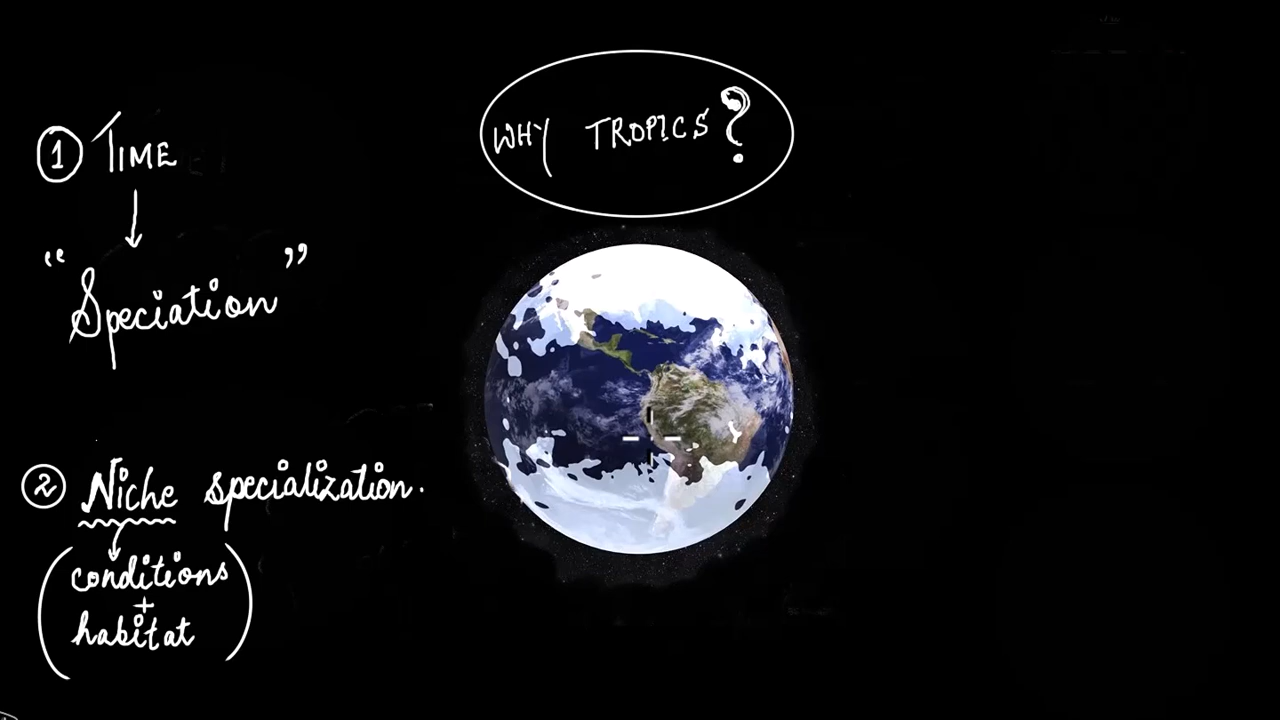 WHY TROPICS?
① TIME
"Speciation"
② Niche specialization.
(conditions
+
habitat)